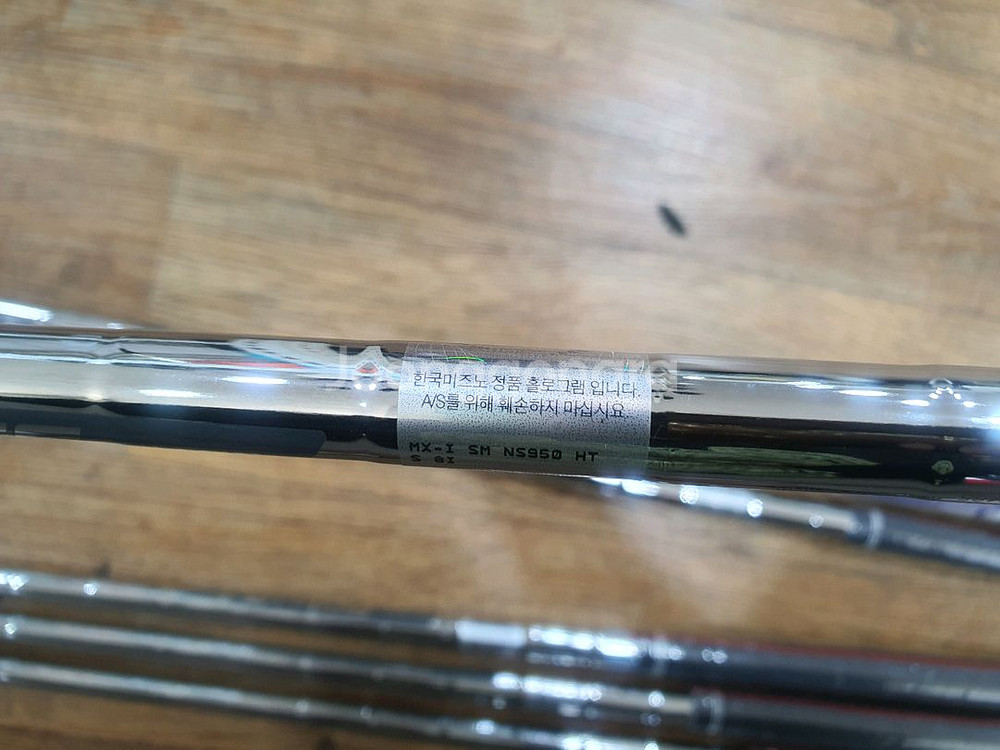 한국미즈노 정품 홀로그램 입니다.
A/S를 위해 훼손하지 마십시요
MX-I SM NS950 HT
S 8I